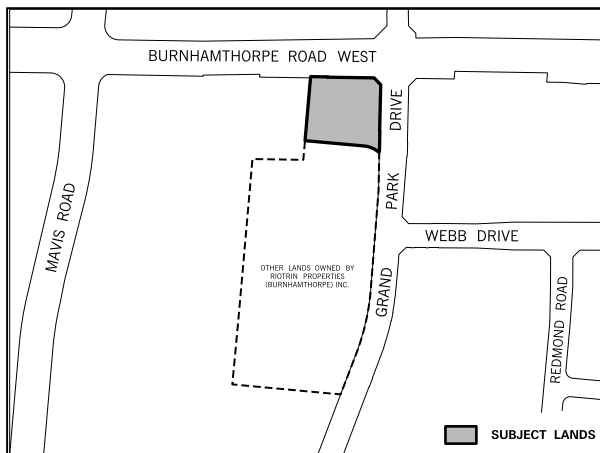 BURNHAMTHORPE ROAD WEST
MAVIS ROAD
GRAND PARK DRIVE
WEBB DRIVE
OTHER LANDS OWNED BY
RIOTRIN PROPERTIES
(BURNHAMTHORPE) INC.
REDMOND ROAD
SUBJECT LANDS